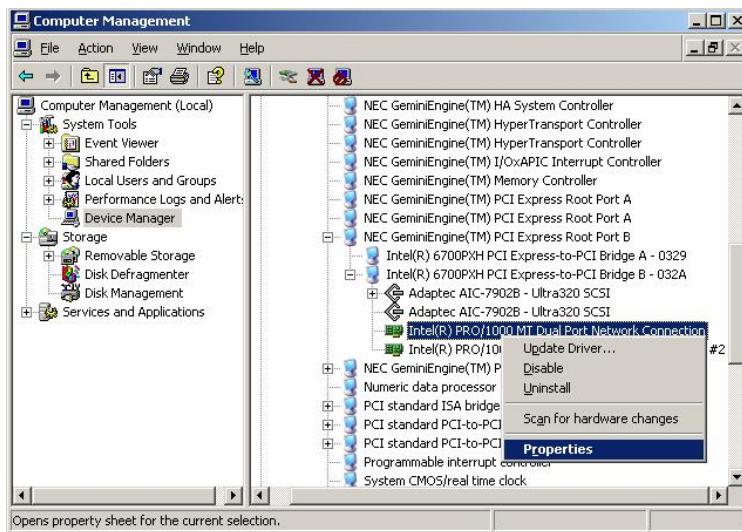 Computer Management
File Action View Window Help
Computer Management (Local)
System Tools
Event Viewer
Shared Folders
Local Users and Groups
Performance Logs and Alert
Device Manager
Storage
Removable Storage
Disk Defragmenter
Disk Management
Services and Applications
NEC GeminiEngine(TM) HA System Controller
NEC GeminiEngine(TM) HyperTransport Controller
NEC GeminiEngine(TM) HyperTransport Controller
NEC GeminiEngine(TM) I/OxAPIC Interrupt Controller
NEC GeminiEngine(TM) Memory Controller
NEC GeminiEngine(TM) PCI Express Root Port A
NEC GeminiEngine(TM) PCI Express Root Port A
NEC GeminiEngine(TM) PCI Express Root Port B
Intel(R) 6700PXH PCI Express-to-PCI Bridge A - 0329
Intel(R) 6700PXH PCI Express-to-PCI Bridge B - 032A
Adaptec AIC-7902B - Ultra320 SCSI
Adaptec AIC-7902B - Ultra320 SCSI
Intel(R) PRO/1000 MT Dual Port Network Connection
Intel(R) PRO/10 #2
NEC GeminiEngine(TM) P
Numeric data processor
PCI standard ISA bridge
PCI standard PCI-to-PCI
PCI standard PCI-to-PCI
Programmable interrupt controller
System CMOS/real time clock
Update Driver...
Disable
Uninstall
Scan for hardware changes
Properties
Opens property sheet for the current selection.